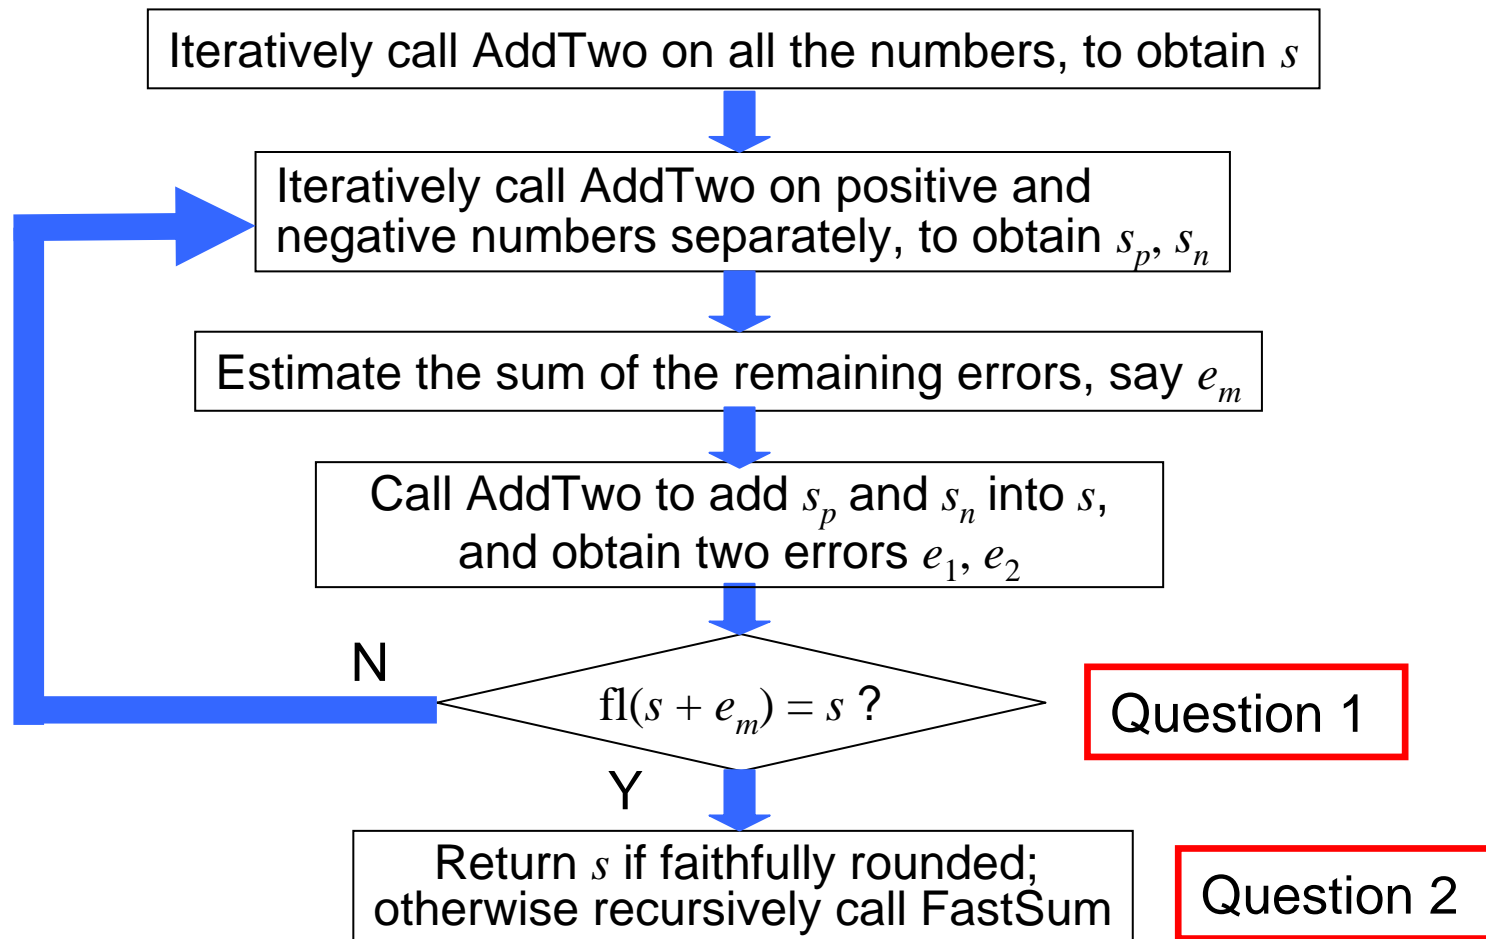 Iteratively call AddTwo on all the numbers, to obtain s
Iteratively call AddTwo on positive and
negative numbers separately, to obtain sₚ, sₙ
Estimate the sum of the remaining errors, say eₘ
Call AddTwo to add sₚ and sₙ into s,
and obtain two errors e₁, e₂
N
fl(s + eₘ) = s ?
Question 1
Y
Return s if faithfully rounded;
otherwise recursively call FastSum
Question 2